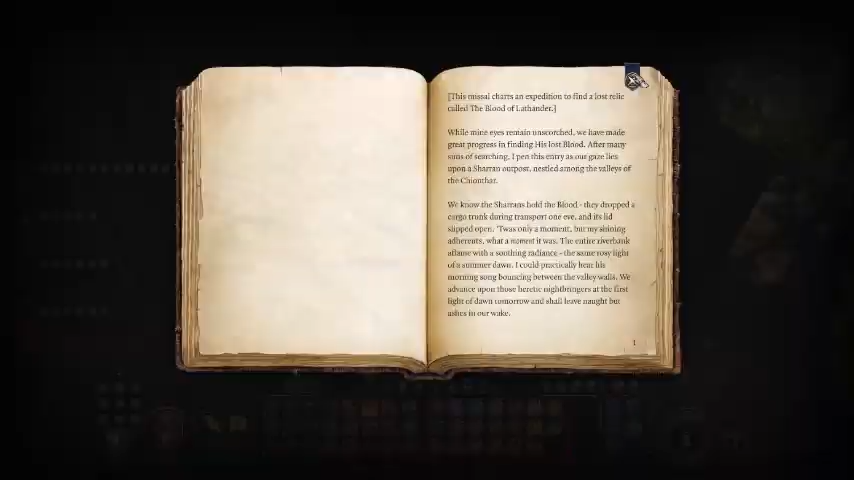 [This missal charts an expedition to find a lost relic
called The Blood of Lathander.]
While mine eyes remain unscorched, we have made
great progress in finding His lost Blood. After many
suns of searching, I pen this entry as our gaze lies
upon a Sharran outpost, nestled among the valleys of
the Chionthar.
We know the Sharrans hold the Blood - they dropped a
cargo trunk during transport one eve, and its lid
slipped open. 'Twas only a moment, but my shining
adherents, what a moment it was. The entire riverbank
aflame with a soothing radiance - the same rosy light
of a summer dawn. I could practically hear his
morning song bouncing between the valley walls. We
advance upon those heretic nightbringers at the first
light of dawn tomorrow and shall leave naught but
ashes in our wake.
1